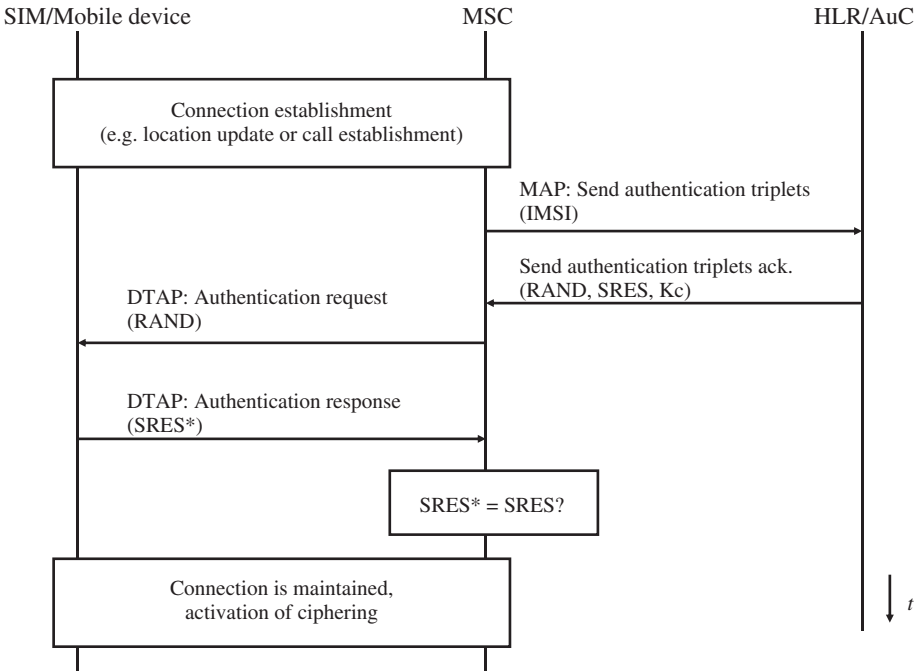 SIM/Mobile device
MSC
HLR/AuC
Connection establishment
(e.g. location update or call establishment)
MAP: Send authentication triplets
(IMSI)
Send authentication triplets ack.
(RAND, SRES, Kc)
DTAP: Authentication request
(RAND)
DTAP: Authentication response
(SRES*)
SRES* = SRES?
Connection is maintained,
activation of ciphering
t